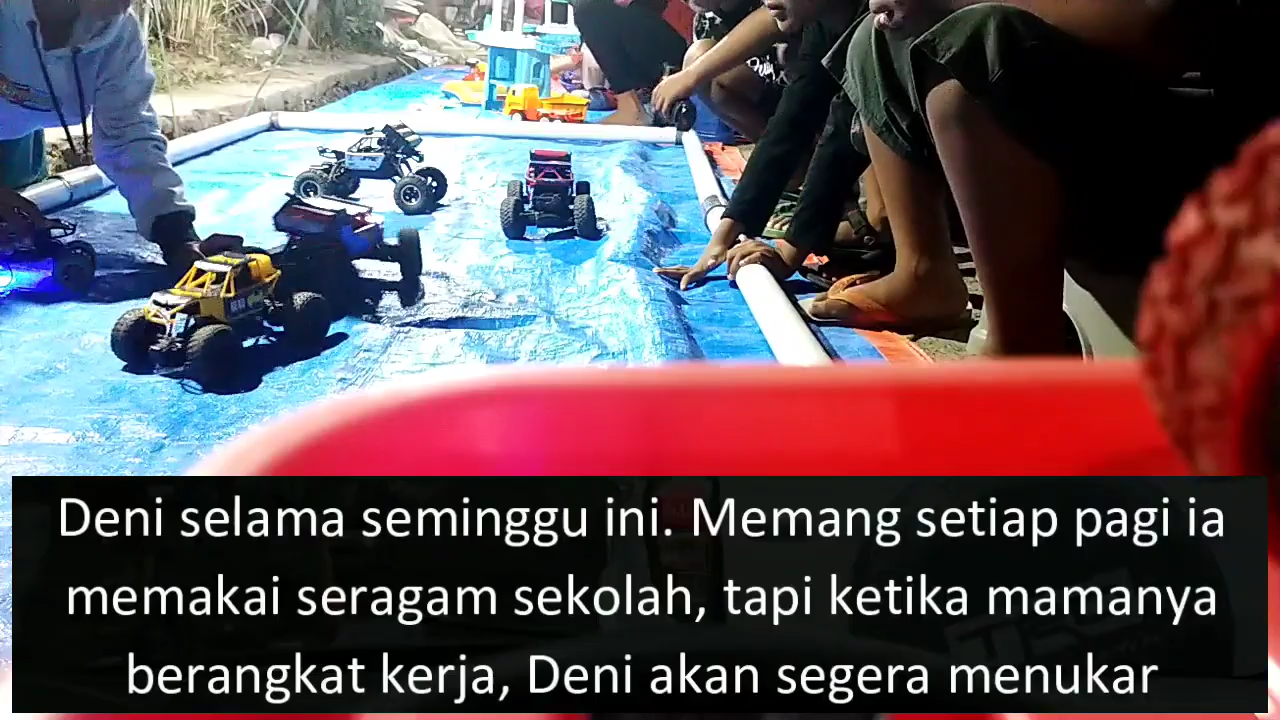 Deni selama seminggu ini. Memang setiap pagi ia
memakai seragam sekolah, tapi ketika mamanya
berangkat kerja, Deni akan segera menukar